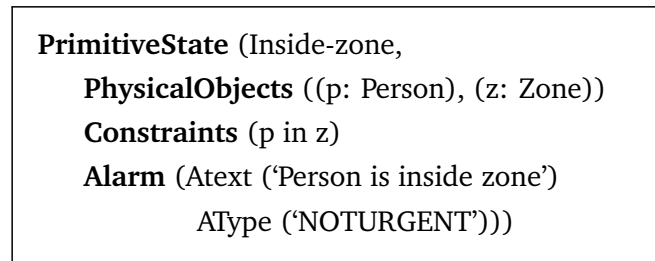 PrimitiveState (Inside-zone,
PhysicalObjects ((p: Person), (z: Zone))
Constraints (p in z)
Alarm (Atext (‘Person is inside zone’)
AType (‘NOTURGENT’)))